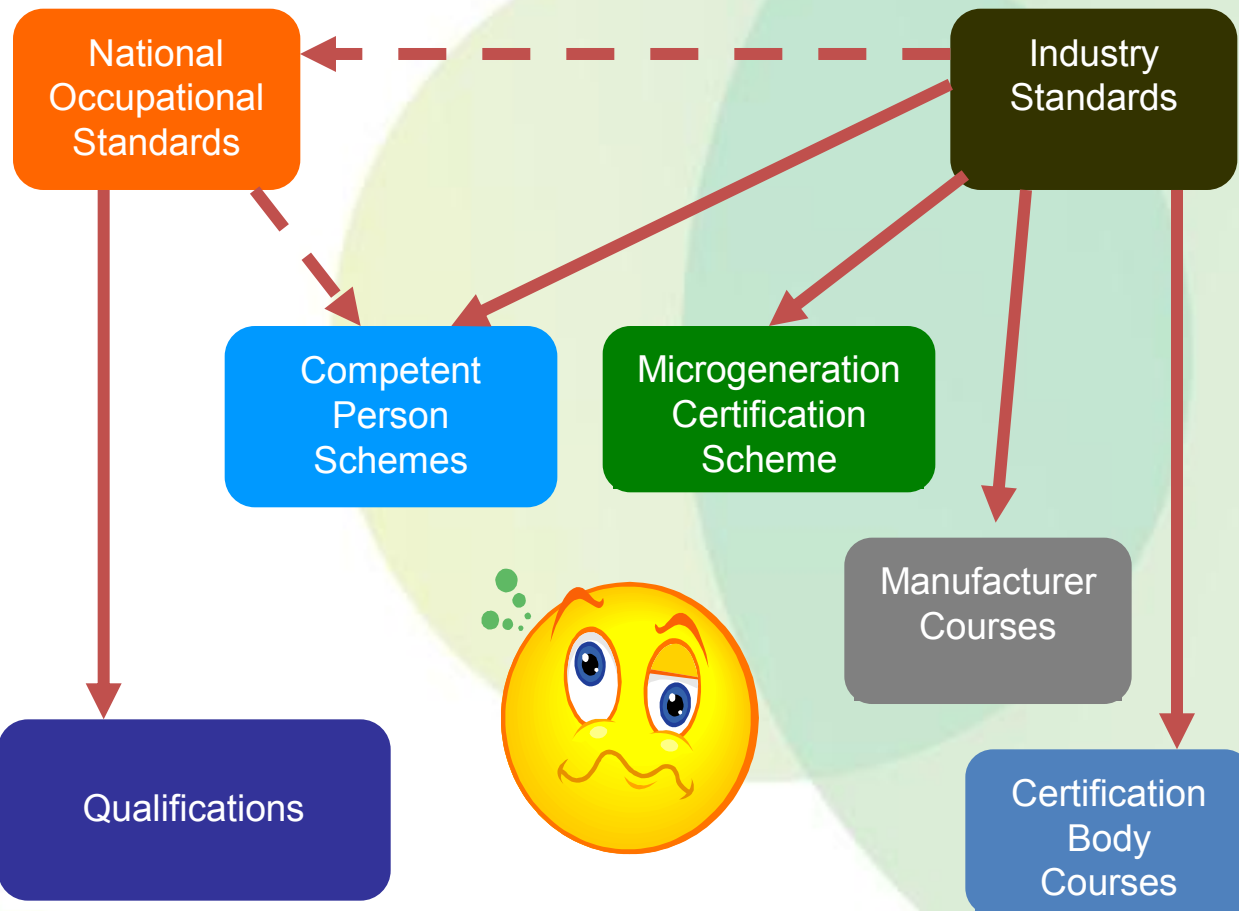 National
Occupational
Standards
Industry
Standards
Competent
Person
Schemes
Microgeneration
Certification
Scheme
Manufacturer
Courses
Qualifications
Certification
Body
Courses